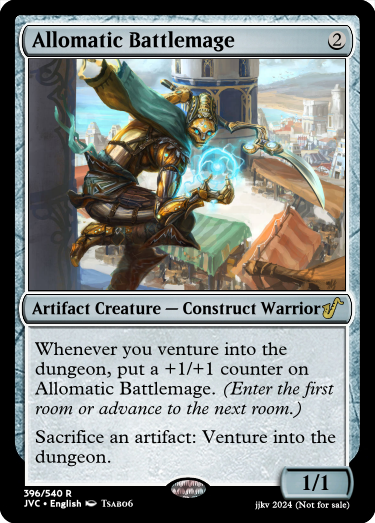 Allomatic Battlemage 2
Artifact Creature — Construct Warrior
Whenever you venture into the
dungeon, put a +1/+1 counter on
Allomatic Battlemage. (Enter the first
room or advance to the next room.)
Sacrifice an artifact: Venture into the
dungeon.
1/1
396/540 R
JVC • English Tsabo6
jjkv 2024 (Not for sale)